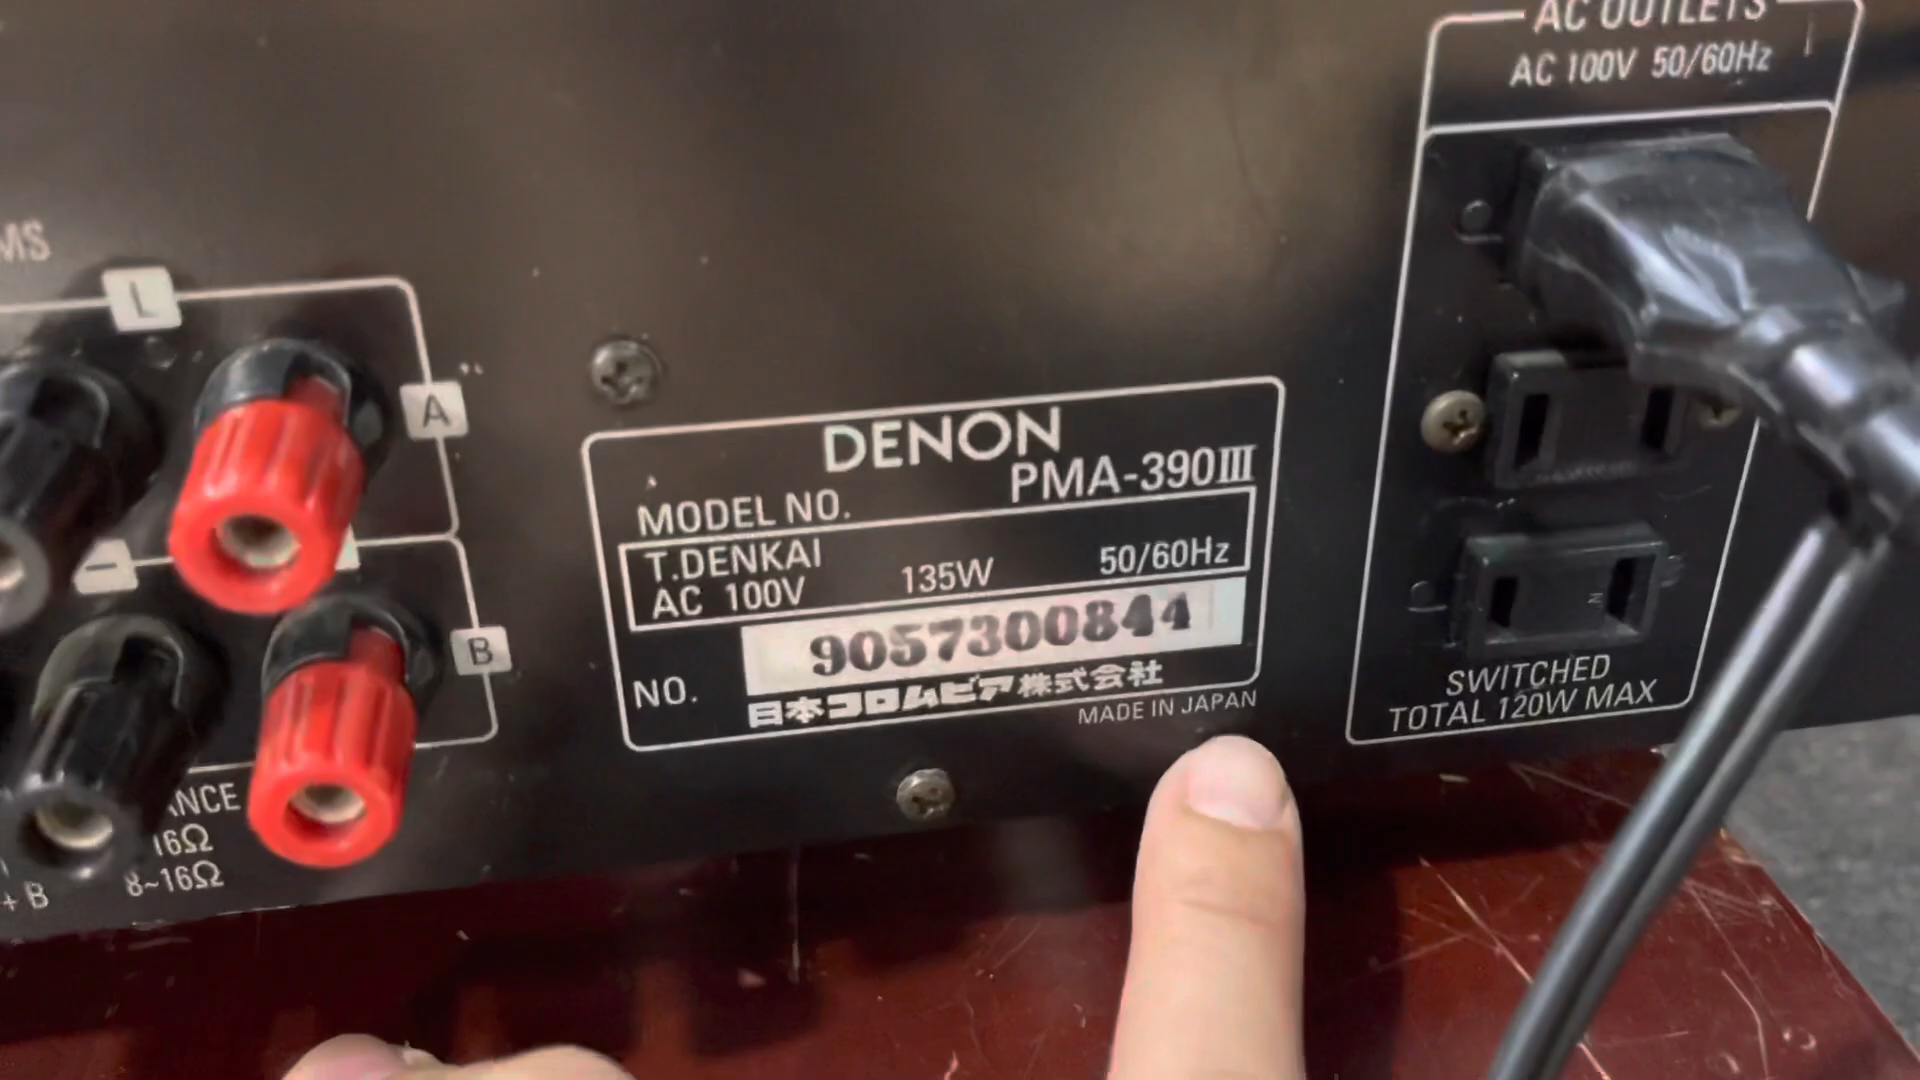 AC OUTLETS
AC 100V 50/60Hz
MS
L
A
DENON
MODEL NO. PMA-390III
T.DENKAI
AC 100V 135W 50/60Hz
NO. 9057300844
日本コロムビア株式会社
MADE IN JAPAN
−
B
SWITCHED
TOTAL 120W MAX
ANCE
16Ω
+ B 8~16Ω